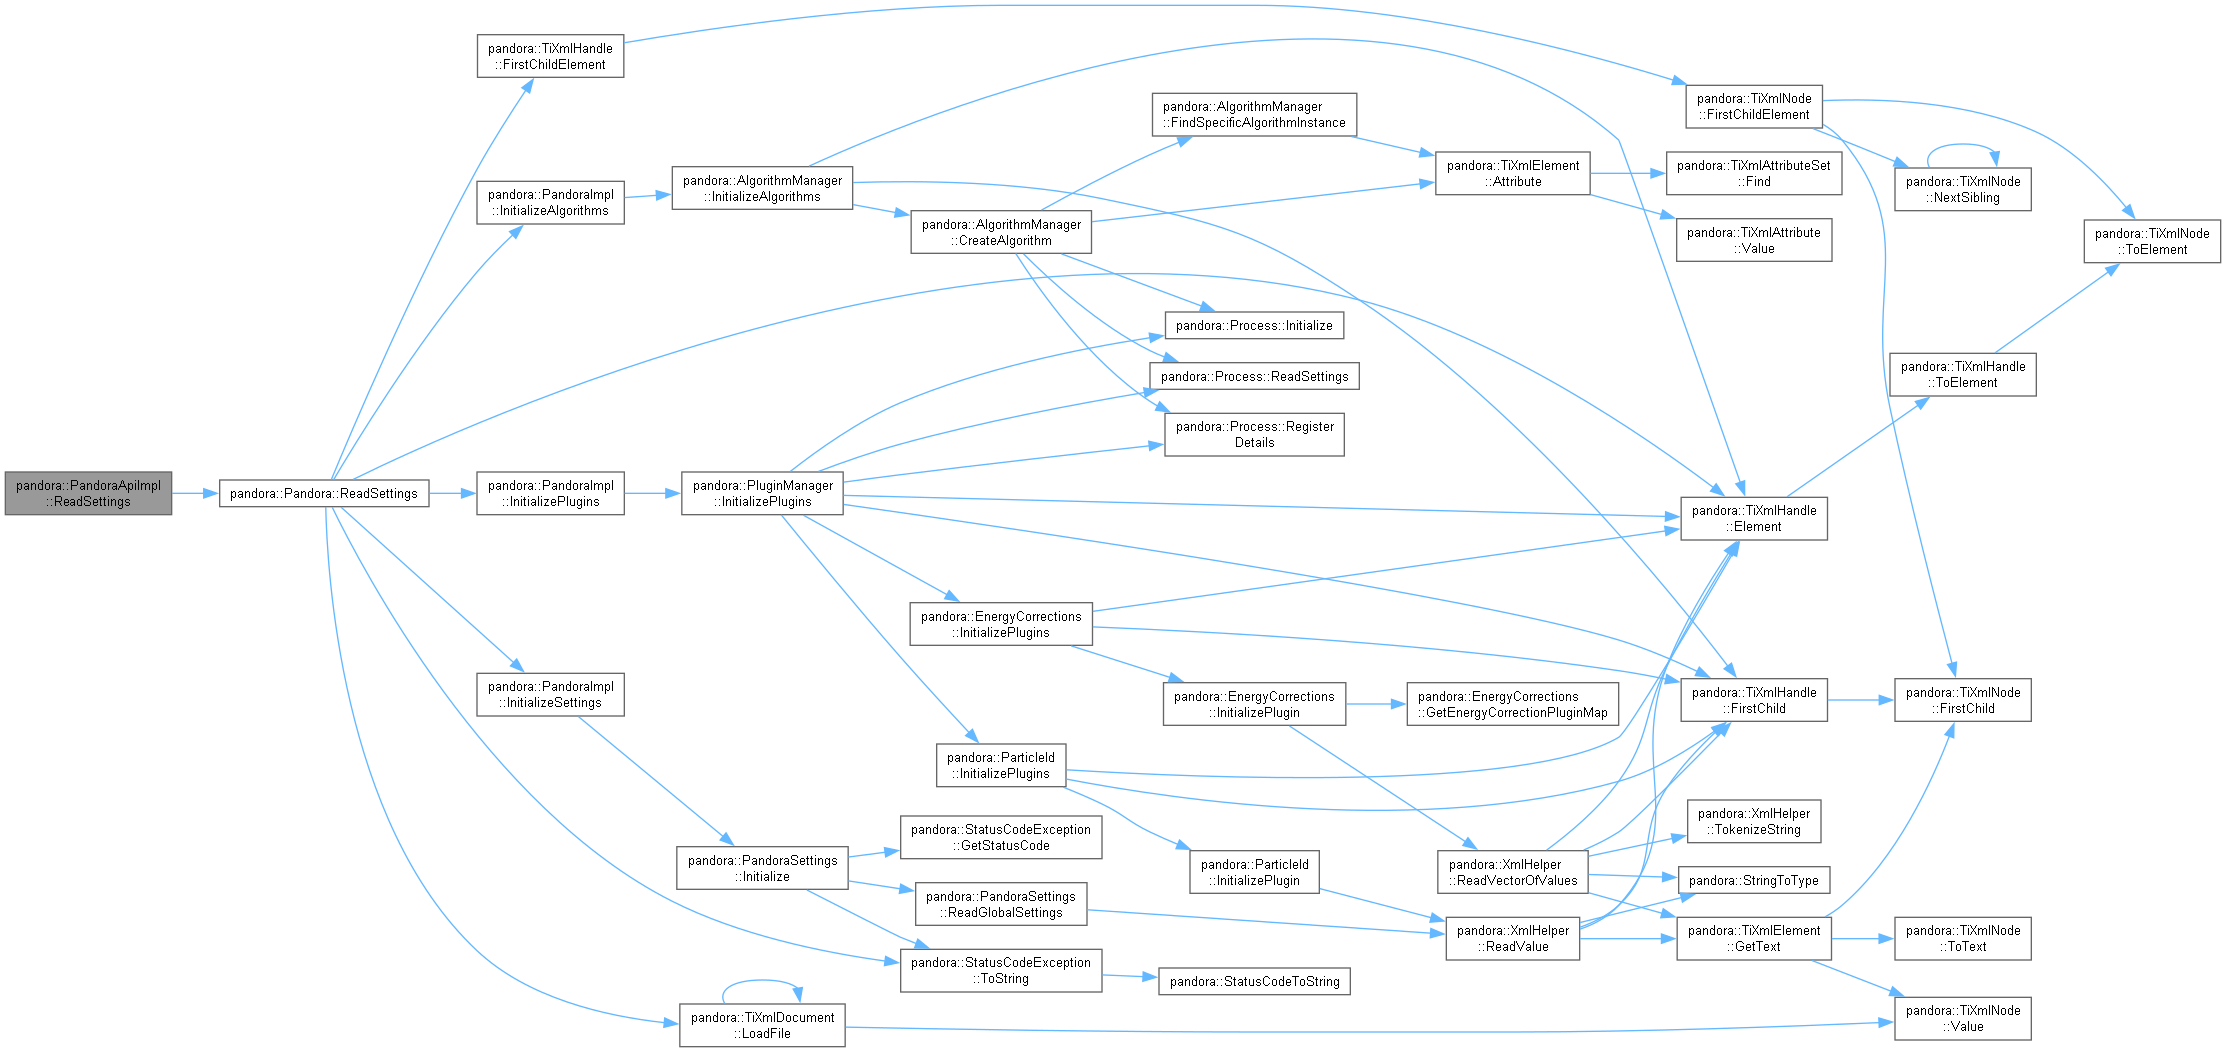 pandora::PandoraApiImpl
::ReadSettings
pandora::Pandora::ReadSettings
pandora::TiXmlHandle
::FirstChildElement
pandora::PandoraImpl
::InitializeAlgorithms
pandora::PandoraImpl
::InitializePlugins
pandora::PandoraImpl
::InitializeSettings
pandora::AlgorithmManager
::InitializeAlgorithms
pandora::PluginManager
::InitializePlugins
pandora::PandoraSettings
::Initialize
pandora::TiXmlDocument
::LoadFile
pandora::AlgorithmManager
::CreateAlgorithm
pandora::EnergyCorrections
::InitializePlugins
pandora::ParticleId
::InitializePlugins
pandora::StatusCodeException
::GetStatusCode
pandora::PandoraSettings
::ReadGlobalSettings
pandora::StatusCodeException
::ToString
pandora::AlgorithmManager
::FindSpecificAlgorithmInstance
pandora::Process::Initialize
pandora::Process::ReadSettings
pandora::Process::Register
Details
pandora::EnergyCorrections
::InitializePlugin
pandora::ParticleId
::InitializePlugin
pandora::StatusCodeToString
pandora::TiXmlElement
::Attribute
pandora::EnergyCorrections
::GetEnergyCorrectionPluginMap
pandora::XmlHelper
::ReadVectorOfValues
pandora::XmlHelper
::ReadValue
pandora::TiXmlNode
::FirstChildElement
pandora::TiXmlAttributeSet
::Find
pandora::TiXmlAttribute
::Value
pandora::TiXmlHandle
::Element
pandora::TiXmlHandle
::FirstChild
pandora::XmlHelper
::TokenizeString
pandora::StringToType
pandora::TiXmlElement
::GetText
pandora::TiXmlNode
::NextSibling
pandora::TiXmlHandle
::ToElement
pandora::TiXmlNode
::FirstChild
pandora::TiXmlNode
::ToText
pandora::TiXmlNode
::Value
pandora::TiXmlNode
::ToElement